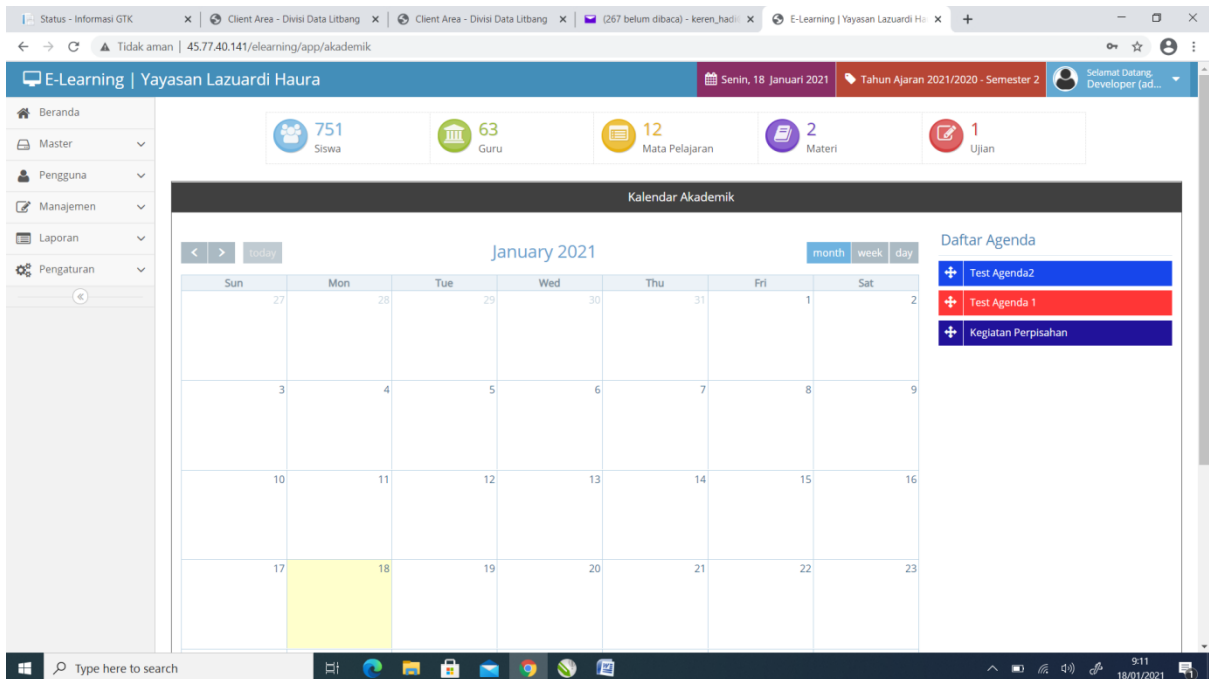 Status - Informasi GTK
Client Area - Divisi Data Litbang
Client Area - Divisi Data Litbang
(267 belum dibaca) - keren_hadi
E-Learning | Yayasan Lazuardi Ha
Tidak aman | 45.77.40.141/elearning/app/akademik
E-Learning | Yayasan Lazuardi Haura
Senin, 18 Januari 2021
Tahun Ajaran 2021/2020 - Semester 2
Selamat Datang,
Developer (ad...
Beranda
Master
Pengguna
Manajemen
Laporan
Pengaturan
751
Siswa
63
Guru
12
Mata Pelajaran
2
Materi
1
Ujian
Kalendar Akademik
today
January 2021
month week day
Sun Mon Tue Wed Thu Fri Sat
27 28 29 30 31 1 2
3 4 5 6 7 8 9
10 11 12 13 14 15 16
17 18 19 20 21 22 23
Daftar Agenda
Test Agenda2
Test Agenda 1
Kegiatan Perpisahan
Type here to search
9:11
18/01/2021
1